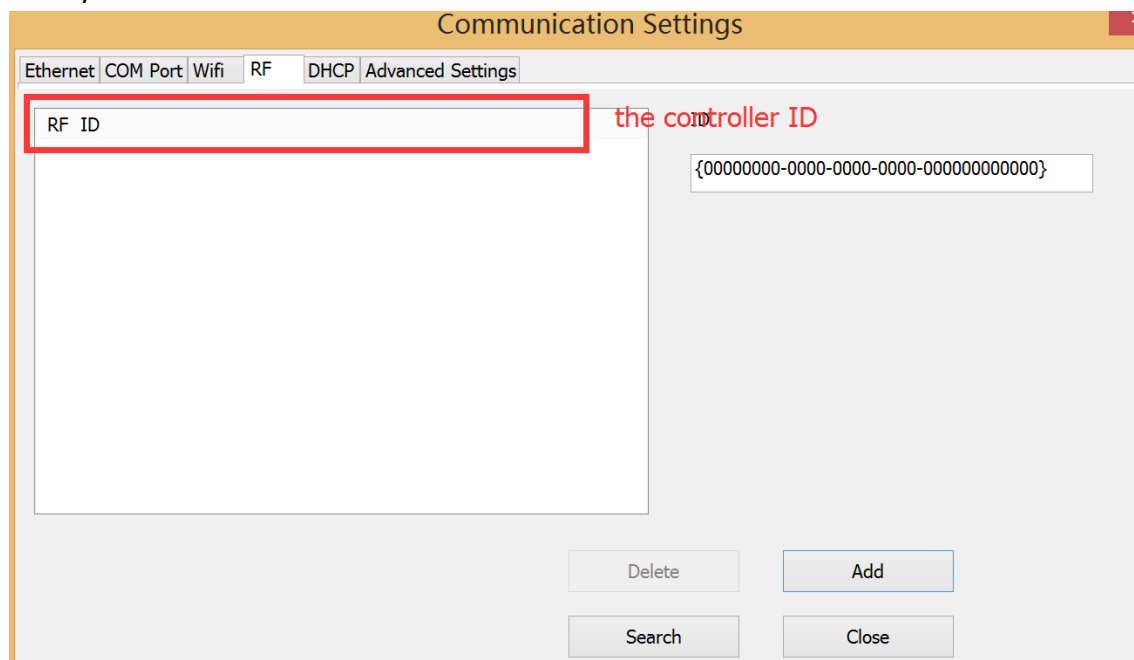 Communication Settings
Ethernet COM Port Wifi RF DHCP Advanced Settings
RF ID
the controller ID
ID
{00000000-0000-0000-0000-000000000000}
Delete Add
Search Close